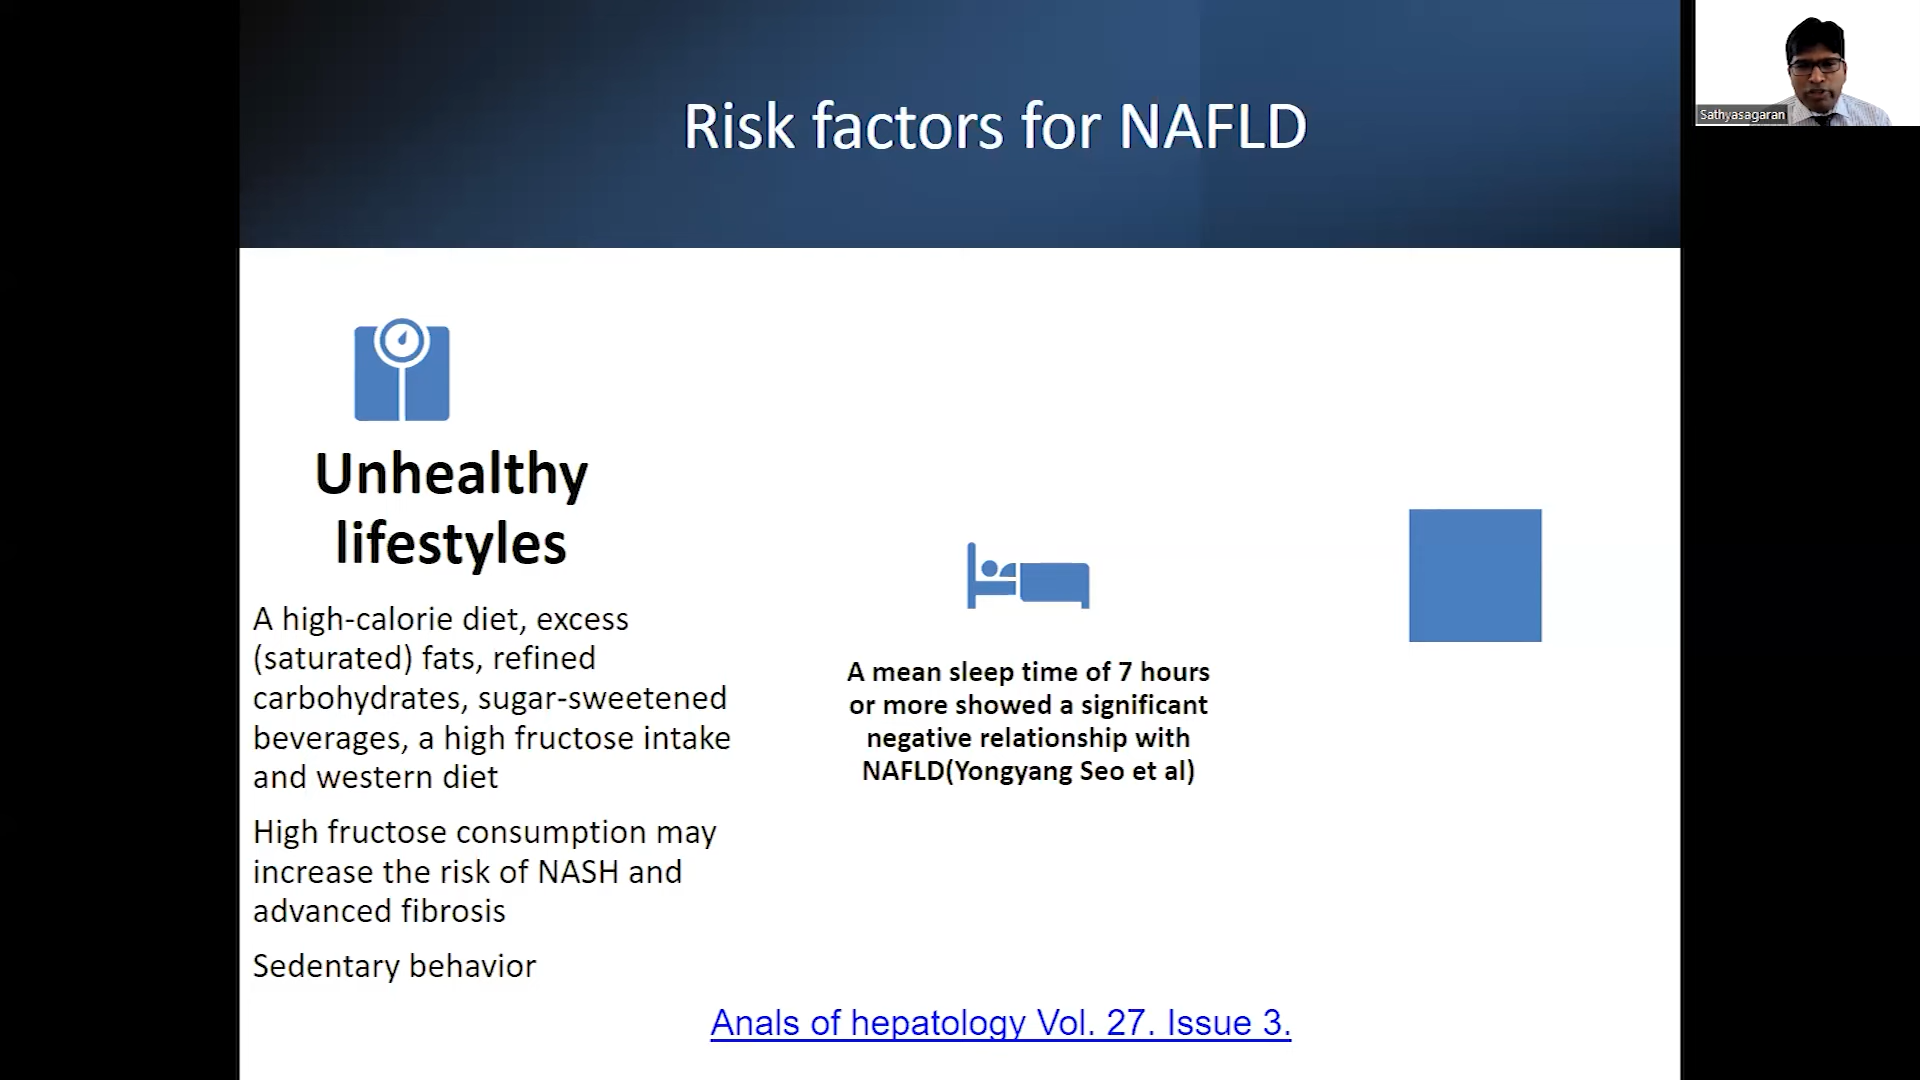 Risk factors for NAFLD
Sathyasagaran
Unhealthy
lifestyles
A high-calorie diet, excess
(saturated) fats, refined
carbohydrates, sugar-sweetened
beverages, a high fructose intake
and western diet
High fructose consumption may
increase the risk of NASH and
advanced fibrosis
Sedentary behavior
A mean sleep time of 7 hours
or more showed a significant
negative relationship with
NAFLD(Yongyang Seo et al)
Anals of hepatology Vol. 27. Issue 3.